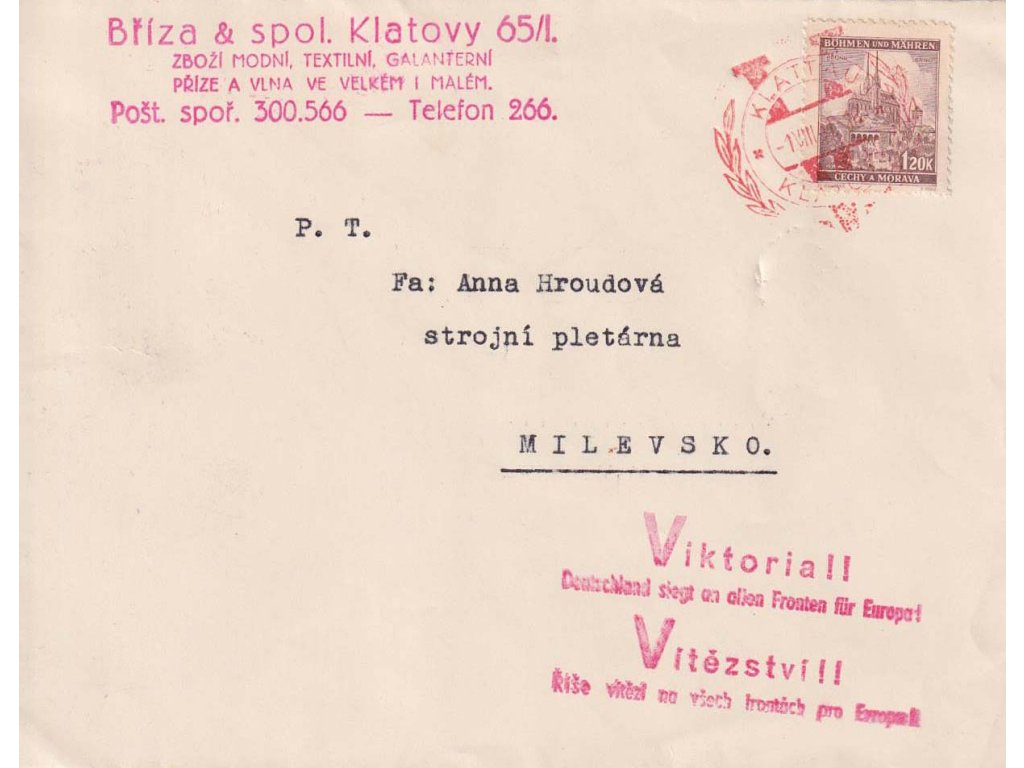 Bříza & spol. Klatovy 65/I.
ZBOŽÍ MODNÍ, TEXTILNÍ, GALANTERNÍ
PŘÍZE A VLNA VE VELKÉM I MALÉM.
Pošt. spoř. 300.566 — Telefon 266.
BÖHMEN UND MÄHREN
1.20K
ČECHY A MORAVA
P. T.
Fa: Anna Hroudová
strojní pletárna
MILEVSKO.
Viktoria!!
Deutschland siegt an allen Fronten für Europa!
Vítězství!!
Říše vítězí na všech frontách pro Evropu!!